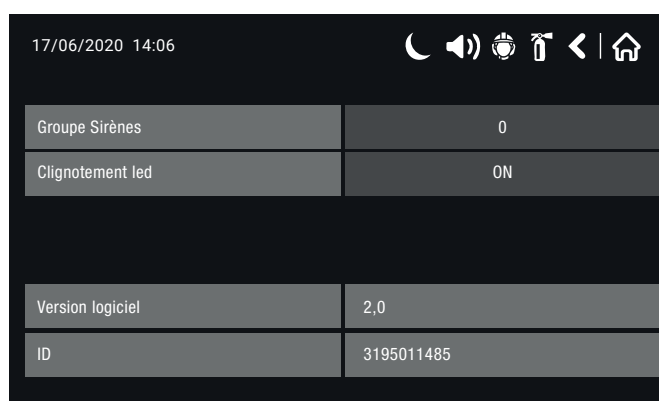 17/06/2020 14:06
Groupe Sirènes 0
Clignotement led ON
Version logiciel 2,0
ID 3195011485